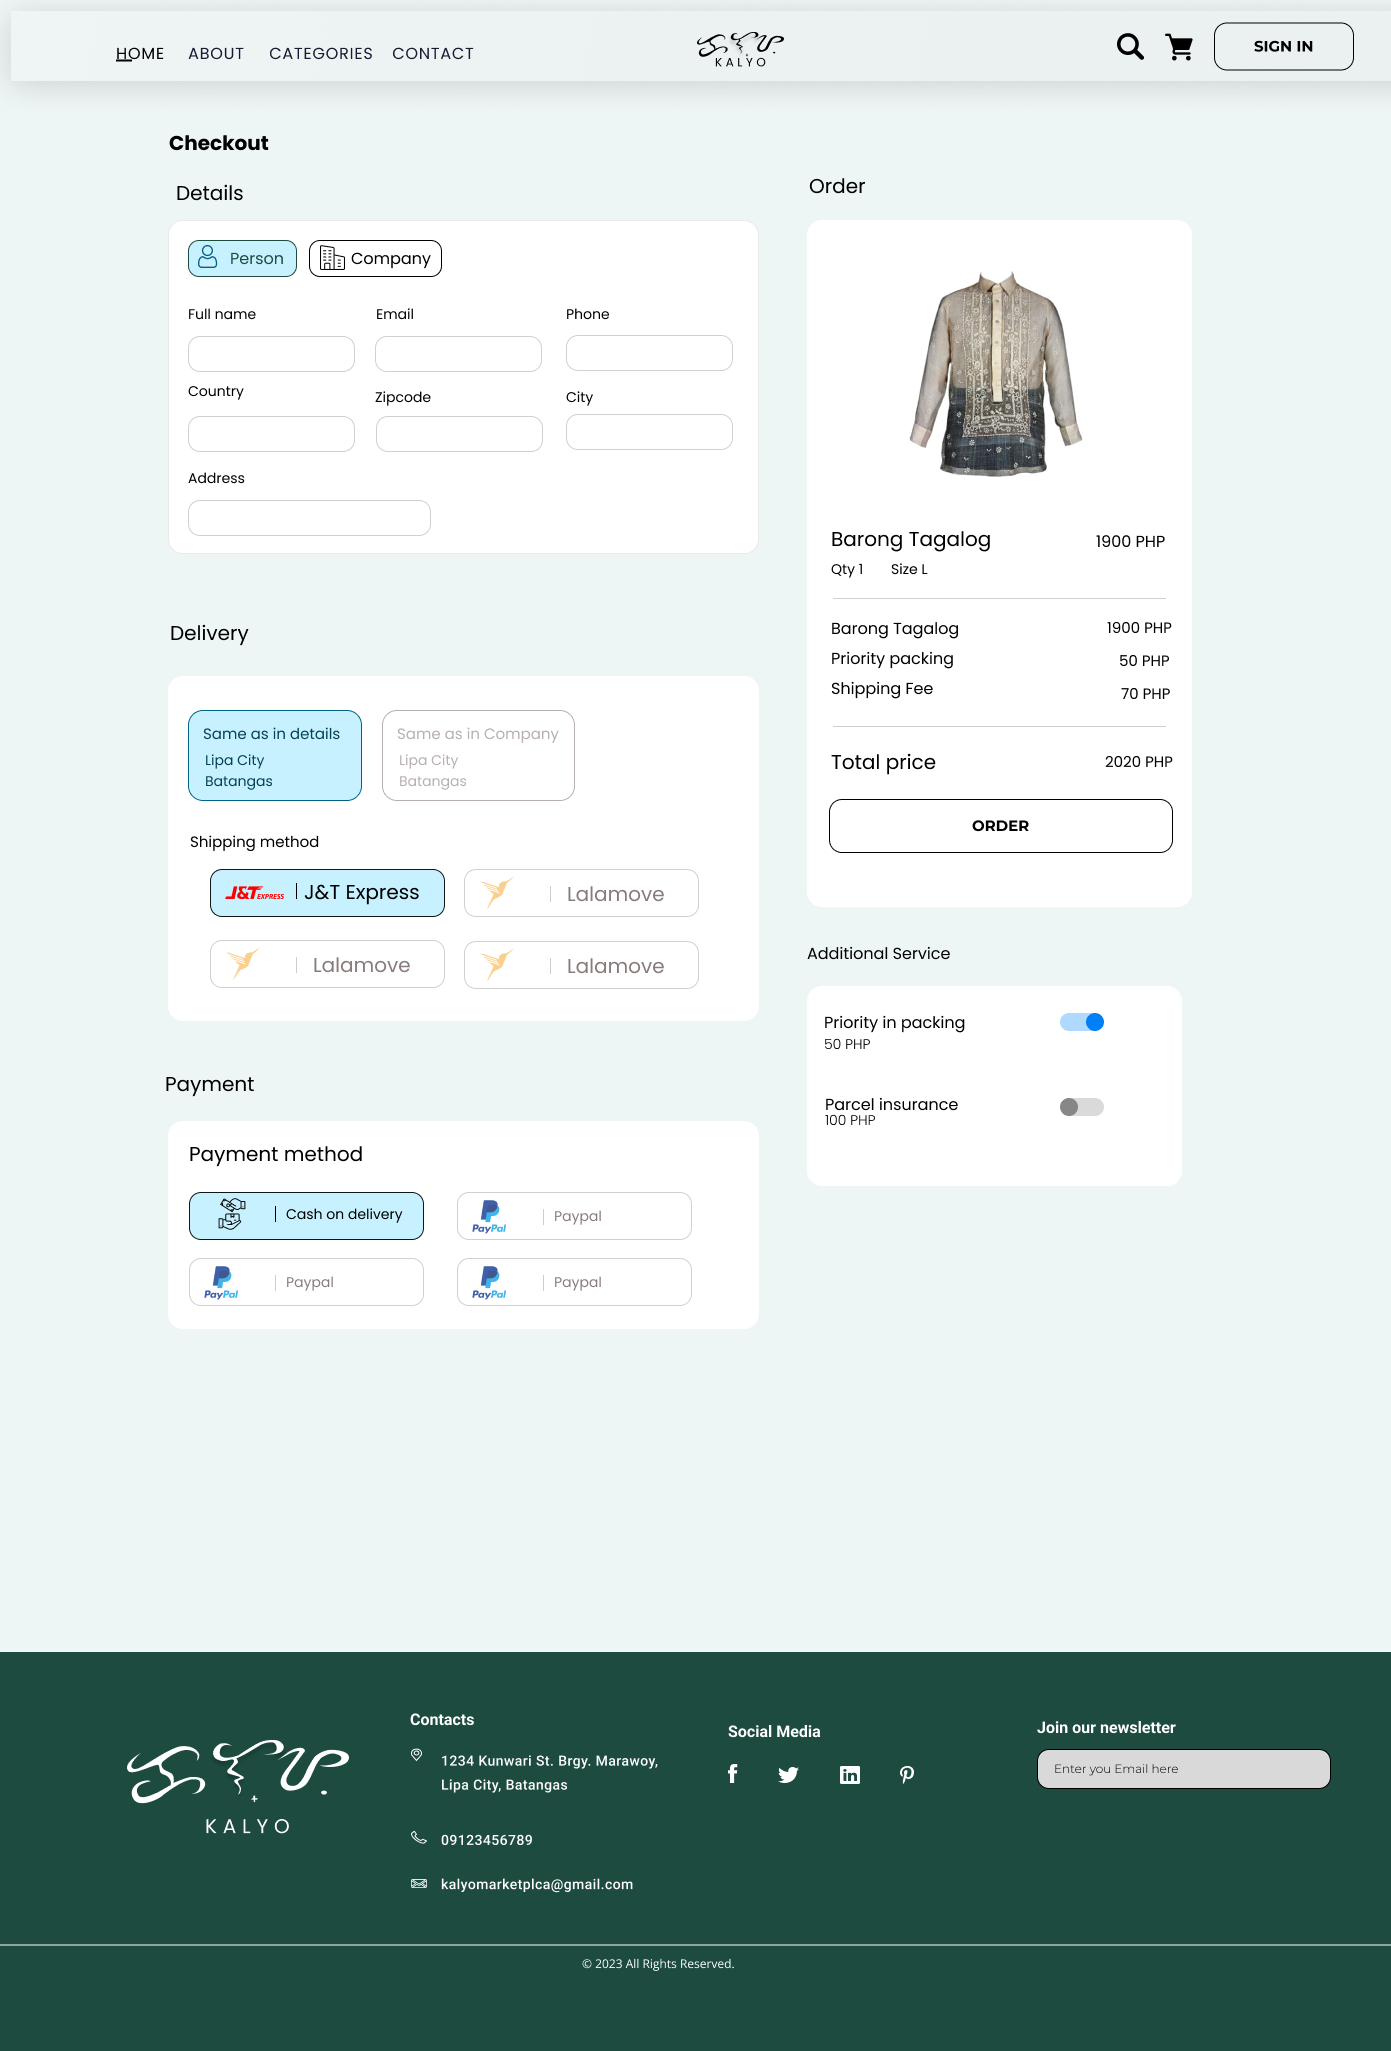 HOME ABOUT CATEGORIES CONTACT
KALYO
SIGN IN
Checkout
Details
Person
Company
Full name
Email
Phone
Country
Zipcode
City
Address
Delivery
Same as in details
Lipa City
Batangas
Same as in Company
Lipa City
Batangas
Shipping method
J&T EXPRESS
J&T Express
Lalamove
Lalamove
Lalamove
Payment
Payment method
Cash on delivery
PayPal
Paypal
PayPal
Paypal
PayPal
Paypal
Order
Barong Tagalog
1900 PHP
Qty 1 Size L
Barong Tagalog 1900 PHP
Priority packing 50 PHP
Shipping Fee 70 PHP
Total price 2020 PHP
ORDER
Additional Service
Priority in packing
50 PHP
Parcel insurance
100 PHP
KALYO
Contacts
1234 Kunwari St. Brgy. Marawoy,
Lipa City, Batangas
09123456789
kalyomarketplca@gmail.com
Social Media
Join our newsletter
Enter you Email here
© 2023 All Rights Reserved.